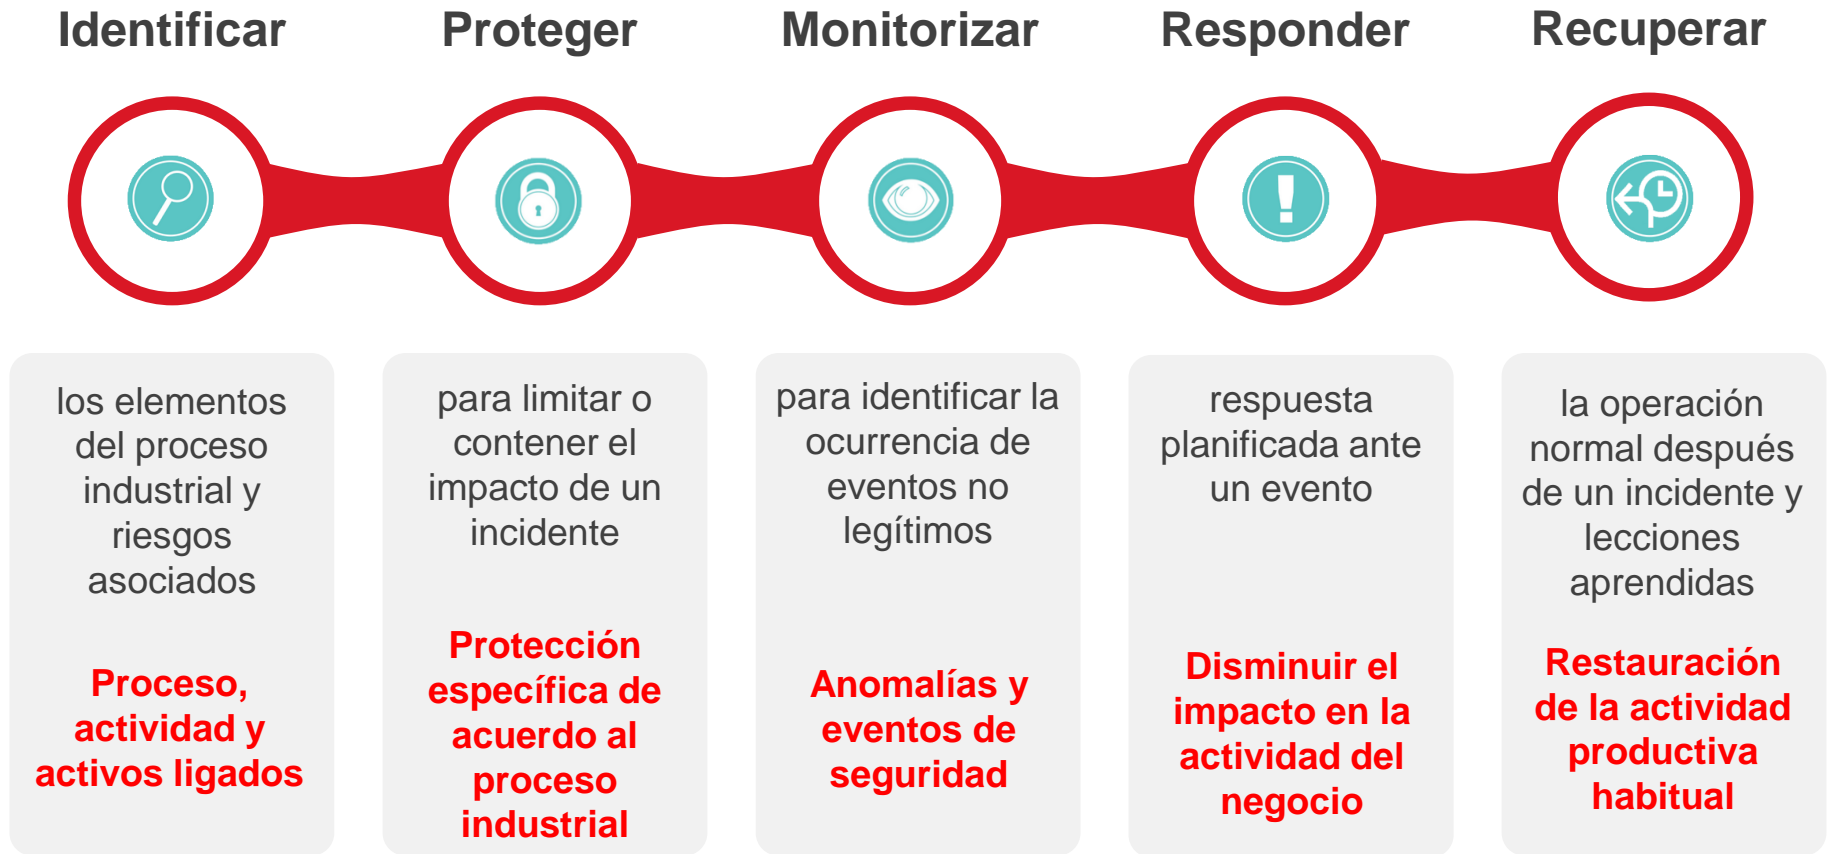 Identificar
Proteger
Monitorizar
Responder
Recuperar
los elementos
del proceso
industrial y
riesgos
asociados
Proceso,
actividad y
activos ligados
para limitar o
contener el
impacto de un
incidente
Protección
específica de
acuerdo al
proceso
industrial
para identificar la
ocurrencia de
eventos no
legítimos
Anomalías y
eventos de
seguridad
respuesta
planificada ante
un evento
Disminuir el
impacto en la
actividad del
negocio
la operación
normal después
de un incidente y
lecciones
aprendidas
Restauración
de la actividad
productiva
habitual